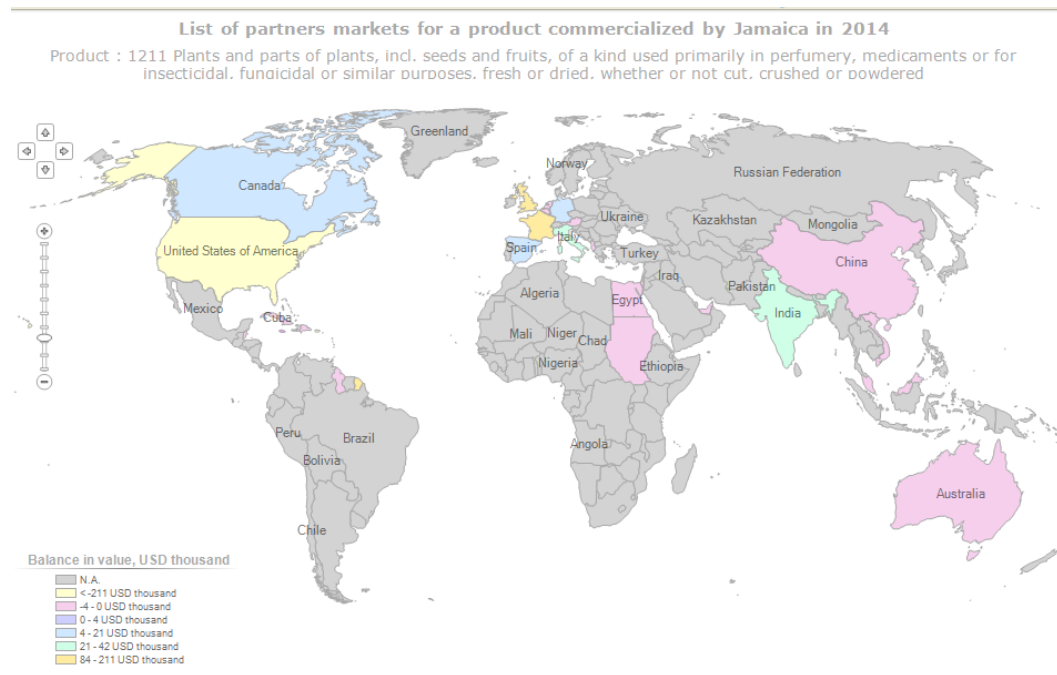 List of partners markets for a product commercialized by Jamaica in 2014
Product : 1211 Plants and parts of plants, incl. seeds and fruits, of a kind used primarily in perfumery, medicaments or for
insecticidal, fungicidal or similar purposes, fresh or dried, whether or not cut, crushed or powdered
Greenland
Norway
Russian Federation
Canada
Ukraine
Kazakhstan
Mongolia
United States of America
Italy
Spain
Turkey
China
Iraq
Pakistan
Algeria
Egypt
Mexico
India
Cuba
Mali
Niger
Chad
Nigeria
Ethiopia
Peru
Brazil
Angola
Bolivia
Australia
Chile
Balance in value, USD thousand
N.A.
< -211 USD thousand
-4 - 0 USD thousand
0 - 4 USD thousand
4 - 21 USD thousand
21 - 42 USD thousand
84 - 211 USD thousand